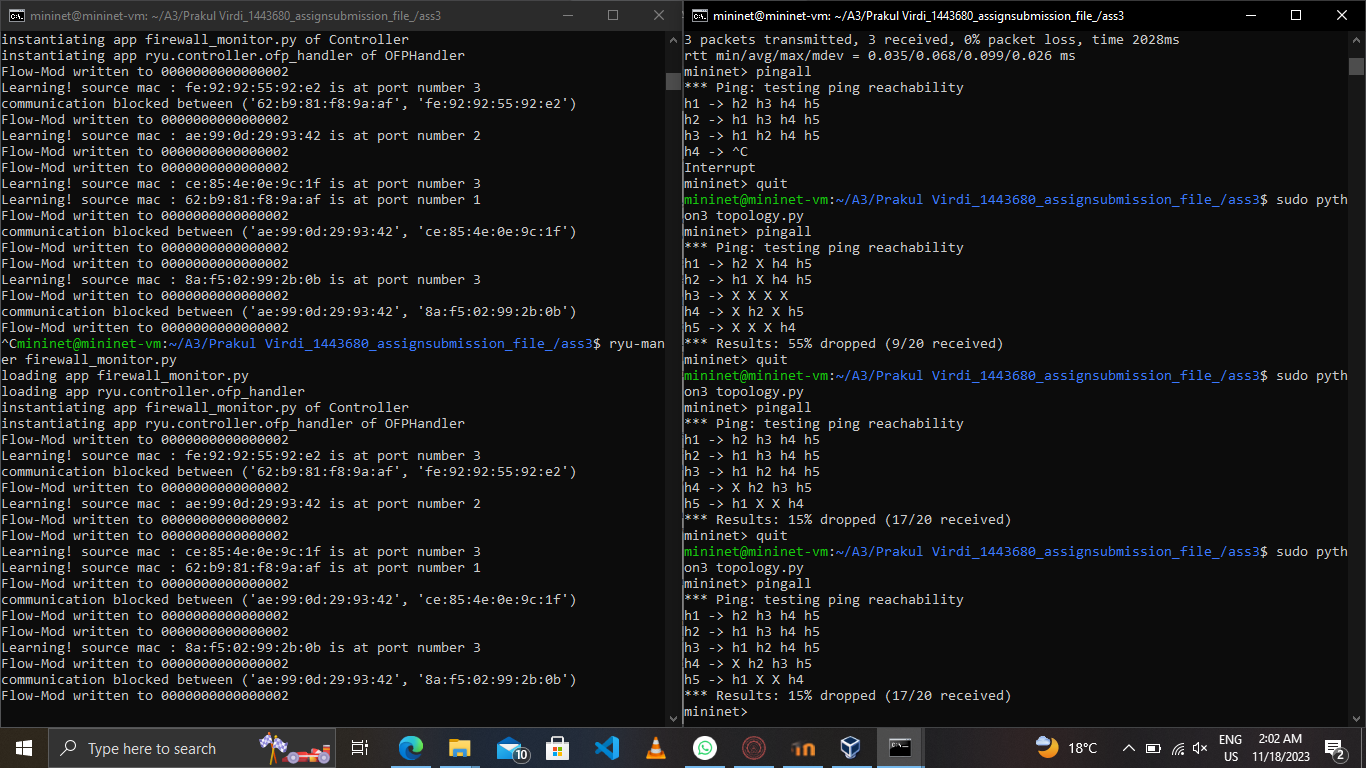 mininet@mininet-vm: ~/A3/Prakul Virdi_1443680_assignsubmission_file_/ass3
instantiating app firewall_monitor.py of Controller
instantiating app ryu.controller.ofp_handler of OFPHandler
Flow-Mod written to 0000000000000002
Learning! source mac : fe:92:92:55:92:e2 is at port number 3
communication blocked between ('62:b9:81:f8:9a:af', 'fe:92:92:55:92:e2')
Flow-Mod written to 0000000000000002
Learning! source mac : ae:99:0d:29:93:42 is at port number 2
Flow-Mod written to 0000000000000002
Flow-Mod written to 0000000000000002
Learning! source mac : ce:85:4e:0e:9c:1f is at port number 3
Learning! source mac : 62:b9:81:f8:9a:af is at port number 1
Flow-Mod written to 0000000000000002
communication blocked between ('ae:99:0d:29:93:42', 'ce:85:4e:0e:9c:1f')
Flow-Mod written to 0000000000000002
Flow-Mod written to 0000000000000002
Learning! source mac : 8a:f5:02:99:2b:0b is at port number 3
Flow-Mod written to 0000000000000002
communication blocked between ('ae:99:0d:29:93:42', '8a:f5:02:99:2b:0b')
Flow-Mod written to 0000000000000002
^Cmininet@mininet-vm:~/A3/Prakul Virdi_1443680_assignsubmission_file_/ass3$ ryu-man
er firewall_monitor.py
loading app firewall_monitor.py
loading app ryu.controller.ofp_handler
instantiating app firewall_monitor.py of Controller
instantiating app ryu.controller.ofp_handler of OFPHandler
Flow-Mod written to 0000000000000002
Learning! source mac : fe:92:92:55:92:e2 is at port number 3
communication blocked between ('62:b9:81:f8:9a:af', 'fe:92:92:55:92:e2')
Flow-Mod written to 0000000000000002
Learning! source mac : ae:99:0d:29:93:42 is at port number 2
Flow-Mod written to 0000000000000002
Flow-Mod written to 0000000000000002
Learning! source mac : ce:85:4e:0e:9c:1f is at port number 3
Learning! source mac : 62:b9:81:f8:9a:af is at port number 1
Flow-Mod written to 0000000000000002
communication blocked between ('ae:99:0d:29:93:42', 'ce:85:4e:0e:9c:1f')
Flow-Mod written to 0000000000000002
Flow-Mod written to 0000000000000002
Learning! source mac : 8a:f5:02:99:2b:0b is at port number 3
Flow-Mod written to 0000000000000002
communication blocked between ('ae:99:0d:29:93:42', '8a:f5:02:99:2b:0b')
Flow-Mod written to 0000000000000002
mininet@mininet-vm: ~/A3/Prakul Virdi_1443680_assignsubmission_file_/ass3
3 packets transmitted, 3 received, 0% packet loss, time 2028ms
rtt min/avg/max/mdev = 0.035/0.068/0.099/0.026 ms
mininet> pingall
*** Ping: testing ping reachability
h1 -> h2 h3 h4 h5
h2 -> h1 h3 h4 h5
h3 -> h1 h2 h4 h5
h4 -> ^C
Interrupt
mininet> quit
mininet@mininet-vm:~/A3/Prakul Virdi_1443680_assignsubmission_file_/ass3$ sudo pyth
on3 topology.py
mininet> pingall
*** Ping: testing ping reachability
h1 -> h2 X h4 h5
h2 -> h1 X h4 h5
h3 -> X X X X
h4 -> X h2 X h5
h5 -> X X X h4
*** Results: 55% dropped (9/20 received)
mininet> quit
mininet@mininet-vm:~/A3/Prakul Virdi_1443680_assignsubmission_file_/ass3$ sudo pyth
on3 topology.py
mininet> pingall
*** Ping: testing ping reachability
h1 -> h2 h3 h4 h5
h2 -> h1 h3 h4 h5
h3 -> h1 h2 h4 h5
h4 -> X h2 h3 h5
h5 -> h1 X X h4
*** Results: 15% dropped (17/20 received)
mininet> quit
mininet@mininet-vm:~/A3/Prakul Virdi_1443680_assignsubmission_file_/ass3$ sudo pyth
on3 topology.py
mininet> pingall
*** Ping: testing ping reachability
h1 -> h2 h3 h4 h5
h2 -> h1 h3 h4 h5
h3 -> h1 h2 h4 h5
h4 -> X h2 h3 h5
h5 -> h1 X X h4
*** Results: 15% dropped (17/20 received)
mininet>
Type here to search
10
18°C
ENG
US
2:02 AM
11/18/2023
2